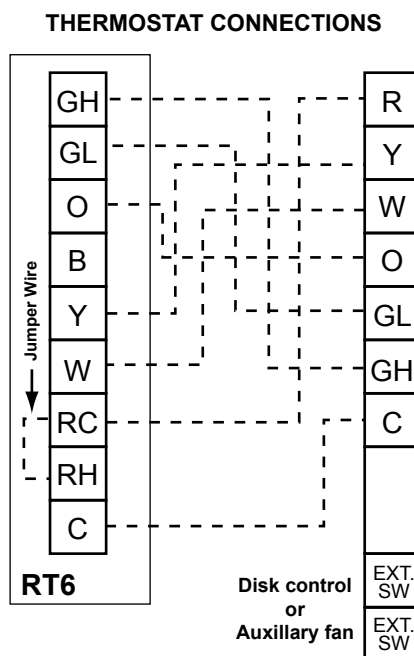 THERMOSTAT CONNECTIONS
GH
GL
O
B
Y
W
RC
RH
C
Jumper Wire
RT6
R
Y
W
O
GL
GH
C
EXT.
SW
EXT.
SW
Disk control
or
Auxillary fan